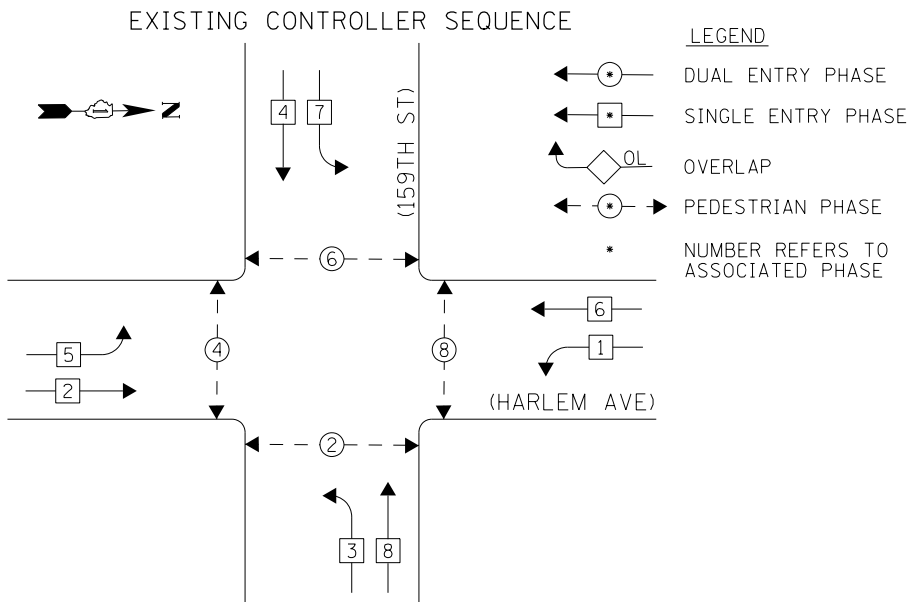 EXISTING CONTROLLER SEQUENCE
LEGEND
DUAL ENTRY PHASE
SINGLE ENTRY PHASE
OL
OVERLAP
PEDESTRIAN PHASE
* NUMBER REFERS TO
ASSOCIATED PHASE
*
*
*
N
4 7
(159TH ST)
6
6
5
4
8
1
2
(HARLEM AVE)
2
3 8